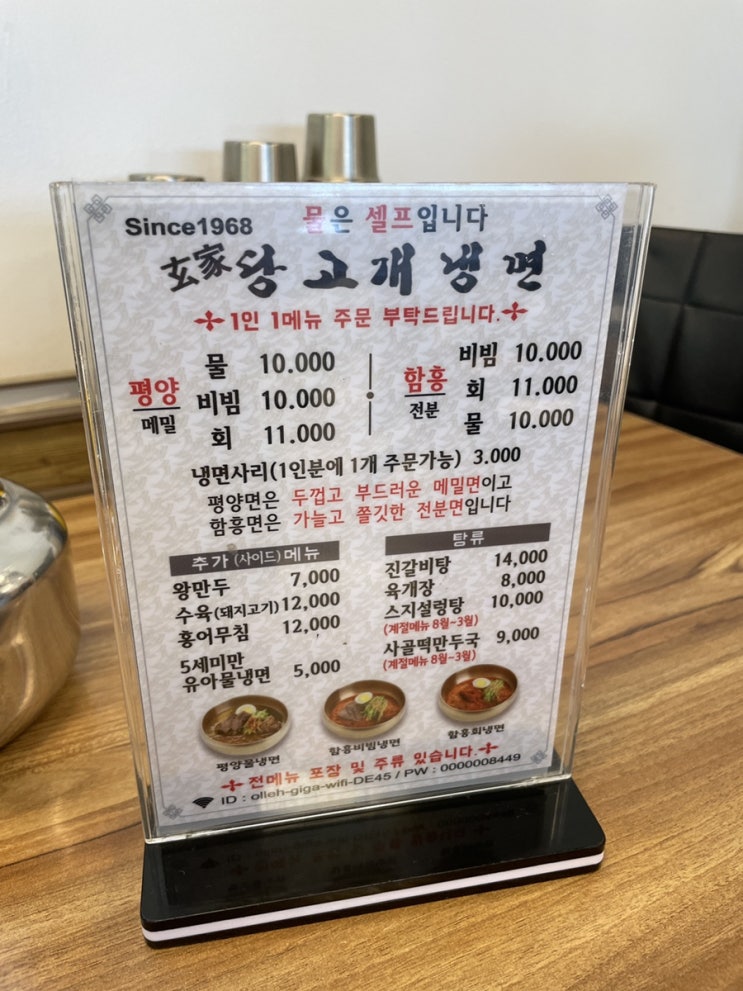 Since1968
물은 셀프입니다
玄家 당고개냉면
1인 1메뉴 주문 부탁드립니다.
평양
메밀
물 10.000
비빔 10.000
회 11.000
함흥
전분
비빔 10.000
회 11.000
물 10.000
냉면사리(1인분에 1개 주문가능) 3.000
평양면은 두껍고 부드러운 메밀면이고
함흥면은 가늘고 쫄깃한 전분면입니다
추가 (사이드) 메뉴
왕만두 7,000
수육(돼지고기) 12,000
홍어무침 12,000
5세미만
유아물냉면 5,000
탕류
진갈비탕 14,000
육개장 8,000
스지설렁탕 10,000
(계절메뉴 8월~3월)
사골떡만두국 9,000
(계절메뉴 8월~3월)
평양물냉면
함흥비빔냉면
함흥회냉면
전메뉴 포장 및 주류 있습니다.
ID : olleh-giga-wifi-DE45 / PW : 0000008449